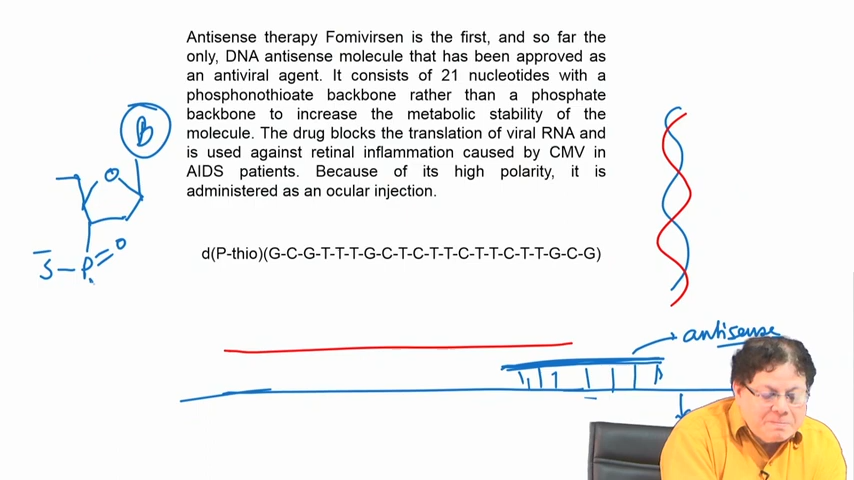 Antisense therapy Fomivirsen is the first, and so far the
only, DNA antisense molecule that has been approved as
an antiviral agent. It consists of 21 nucleotides with a
phosphonothioate backbone rather than a phosphate
backbone to increase the metabolic stability of the
molecule. The drug blocks the translation of viral RNA and
is used against retinal inflammation caused by CMV in
AIDS patients. Because of its high polarity, it is
administered as an ocular injection.
B
O
O
S-P=
d(P-thio)(G-C-G-T-T-T-G-C-T-C-T-T-C-T-T-C-T-T-G-C-G)
antisense